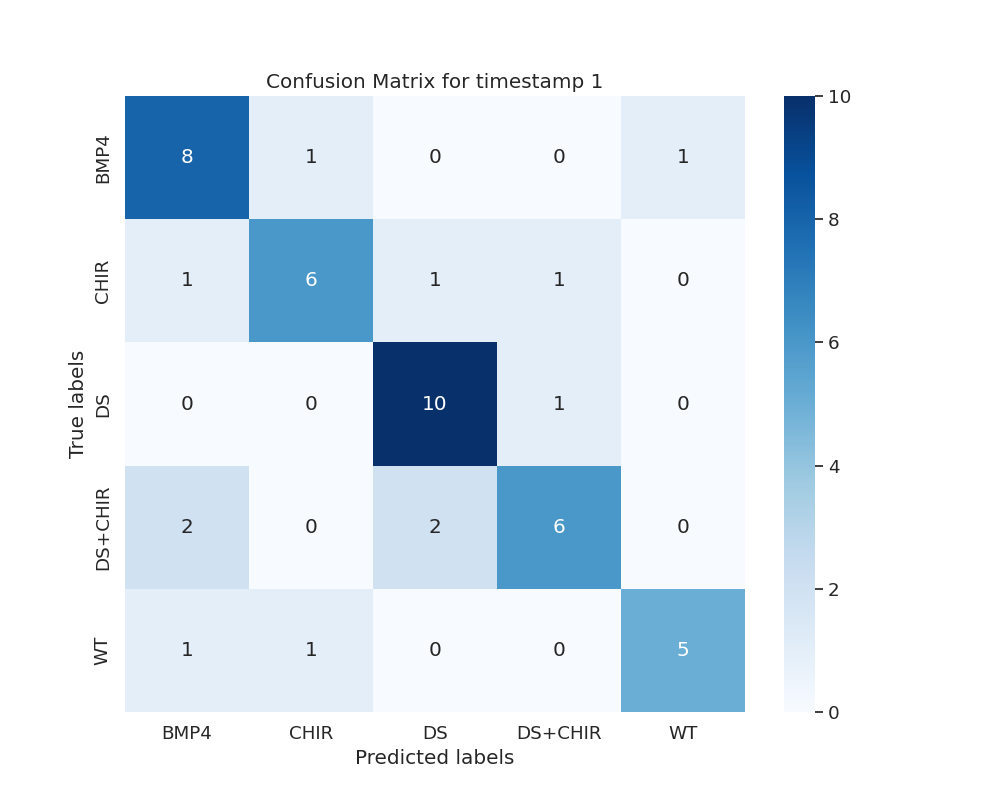 Confusion Matrix for timestamp 1
True labels
BMP4 8 1 0 0 1
CHIR 1 6 1 1 0
DS 0 0 10 1 0
DS+CHIR 2 0 2 6 0
WT 1 1 0 0 5
BMP4 CHIR DS DS+CHIR WT
Predicted labels
10
8
6
4
2
0